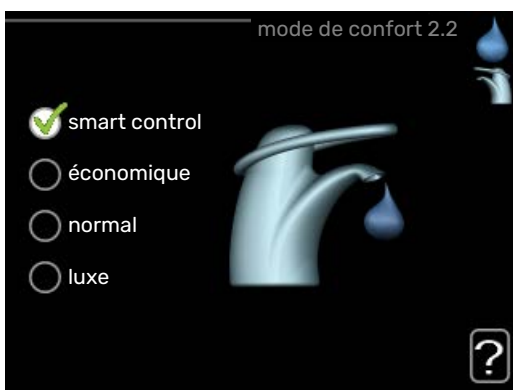 mode de confort 2.2
smart control
économique
normal
luxe
?